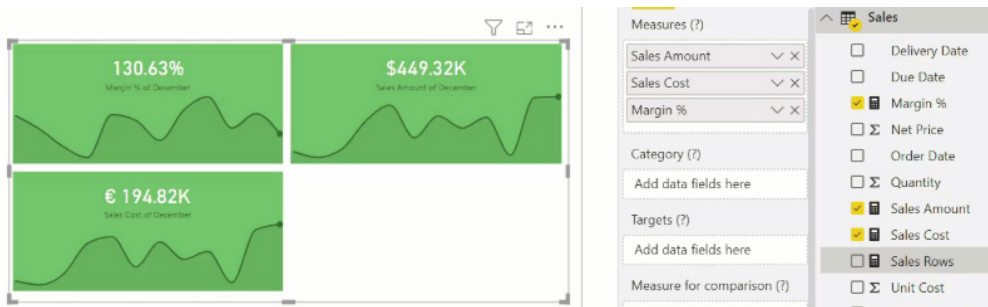 130.63%
Margin % of December
$449.32K
Sales Amount of December
€ 194.82K
Sales Cost of December
Measures (?)
Sales Amount
Sales Cost
Margin %
Category (?)
Add data fields here
Targets (?)
Add data fields here
Measure for comparison (?)
Sales
Delivery Date
Due Date
Margin %
Net Price
Order Date
Quantity
Sales Amount
Sales Cost
Sales Rows
Unit Cost